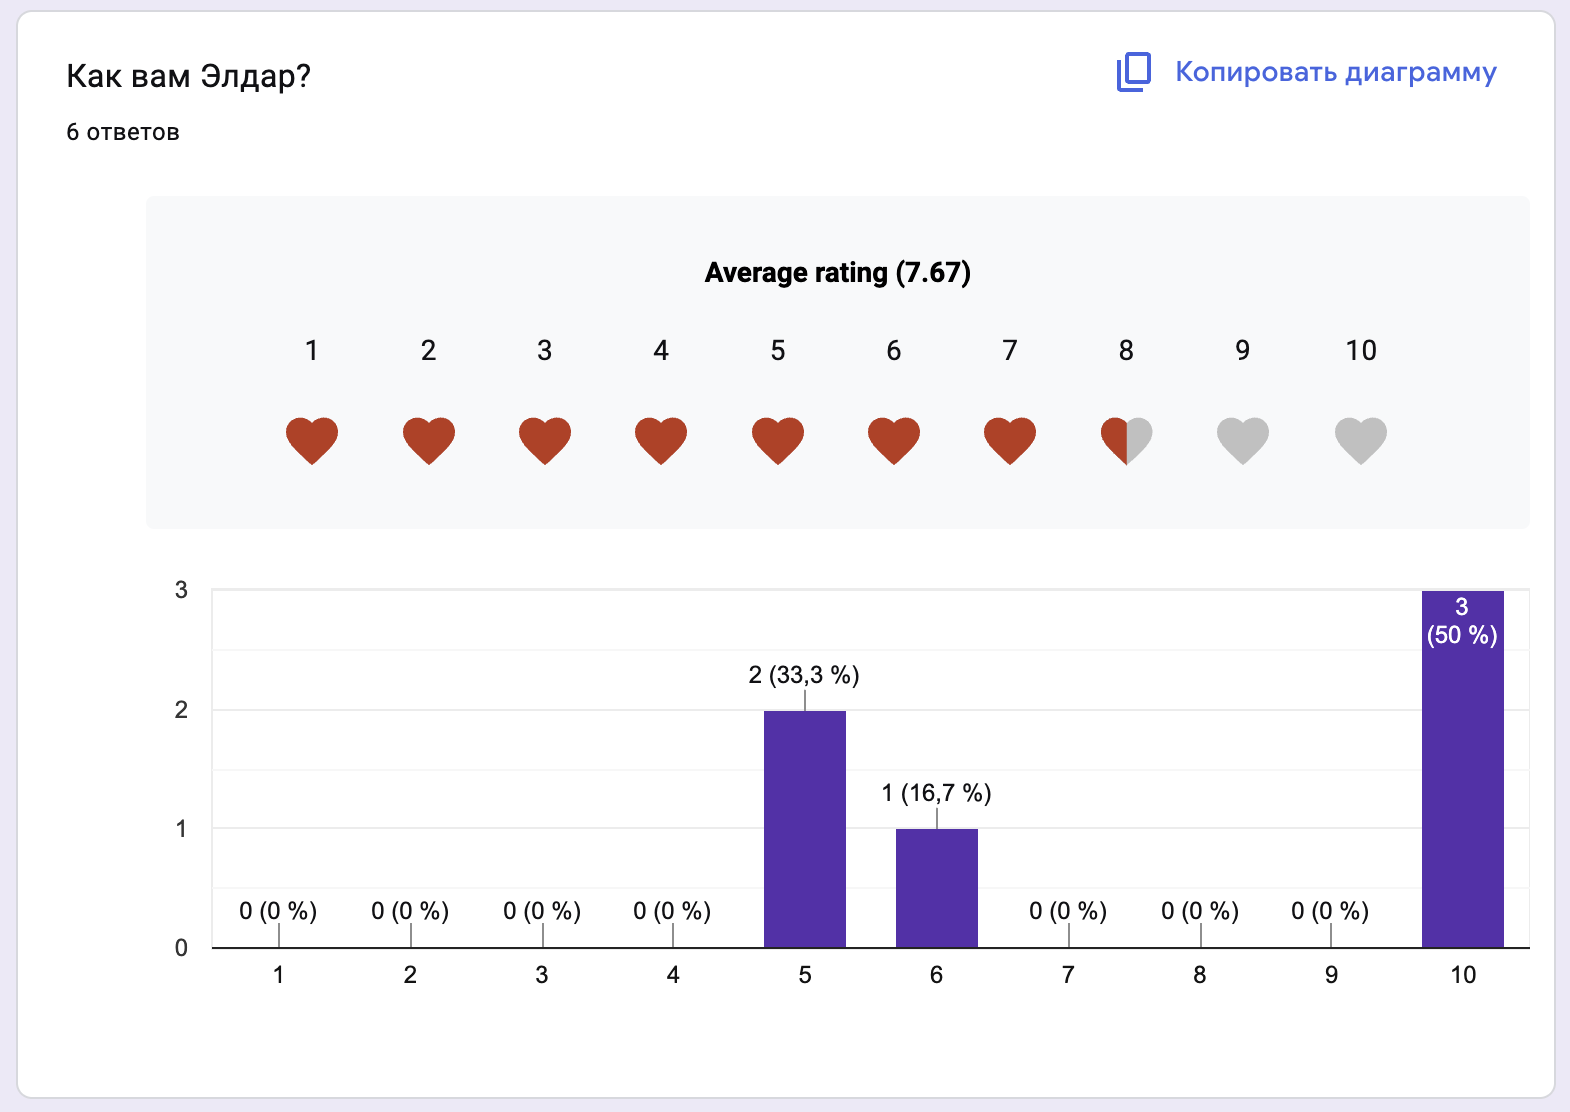 Как вам Элдар?
Копировать диаграмму
6 ответов
Average rating (7.67)
1 2 3 4 5 6 7 8 9 10
3
3
(50 %)
2 (33,3 %)
2
1 (16,7 %)
1
0 (0 %) 0 (0 %) 0 (0 %) 0 (0 %) 0 (0 %) 0 (0 %) 0 (0 %)
0
1 2 3 4 5 6 7 8 9 10